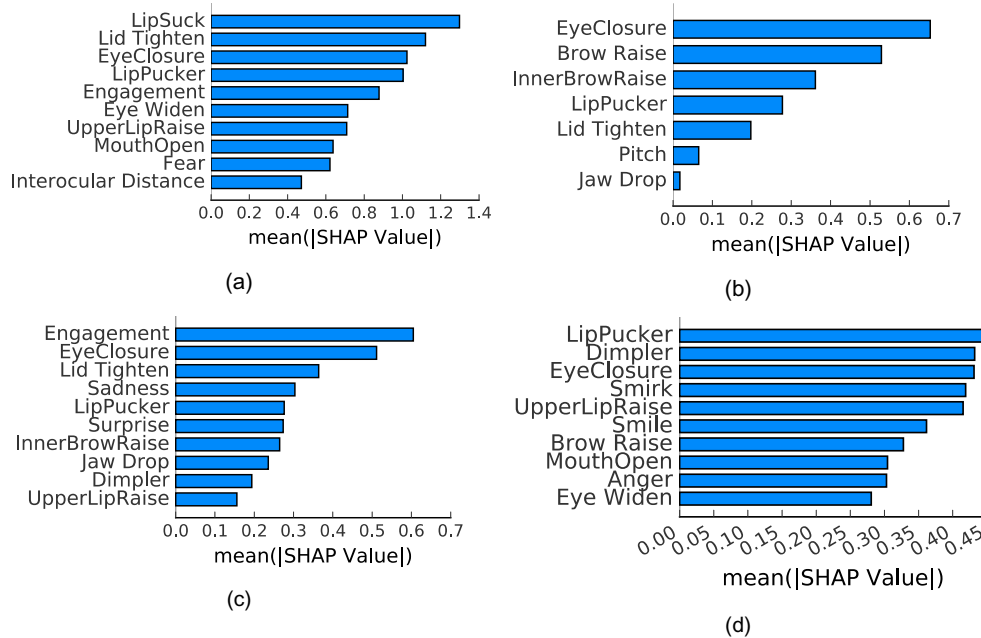 LipSuck
Lid Tighten
EyeClosure
LipPucker
Engagement
Eye Widen
UpperLipRaise
MouthOpen
Fear
Interocular Distance
0.0 0.2 0.4 0.6 0.8 1.0 1.2 1.4
mean(|SHAP Value|)
(a)
EyeClosure
Brow Raise
InnerBrowRaise
LipPucker
Lid Tighten
Pitch
Jaw Drop
0.0 0.1 0.2 0.3 0.4 0.5 0.6 0.7
mean(|SHAP Value|)
(b)
Engagement
EyeClosure
Lid Tighten
Sadness
LipPucker
Surprise
InnerBrowRaise
Jaw Drop
Dimpler
UpperLipRaise
0.0 0.1 0.2 0.3 0.4 0.5 0.6 0.7
mean(|SHAP Value|)
(c)
LipPucker
Dimpler
EyeClosure
Smirk
UpperLipRaise
Smile
Brow Raise
MouthOpen
Anger
Eye Widen
0.00 0.05 0.10 0.15 0.20 0.25 0.30 0.35 0.40 0.45
mean(|SHAP Value|)
(d)